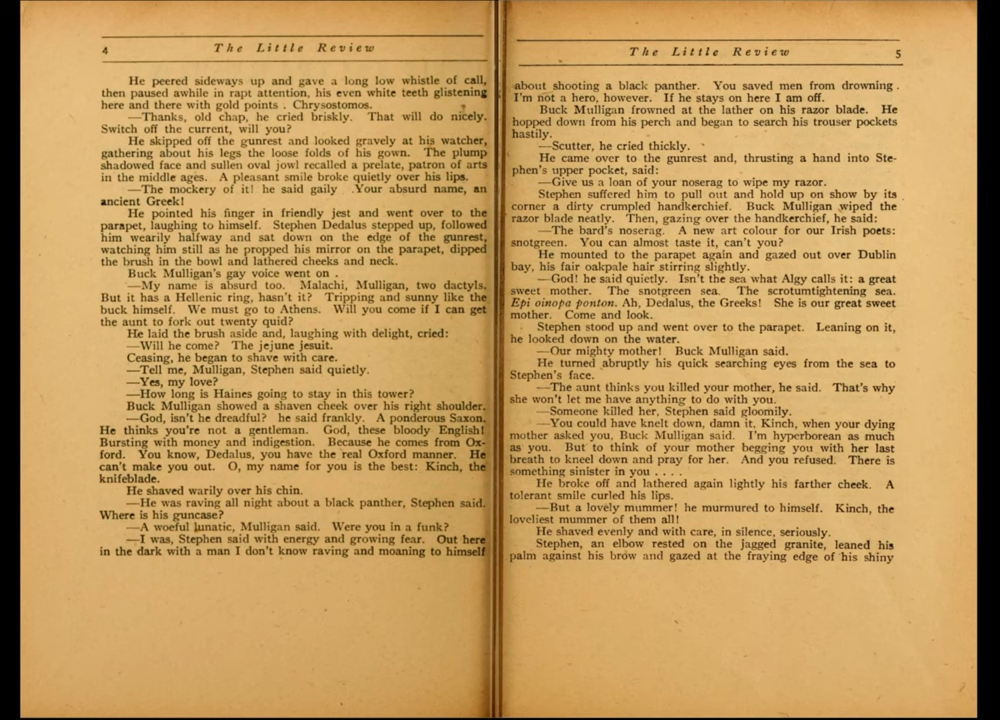 4
The Little Review
He peered sideways up and gave a long low whistle of call,
then paused awhile in rapt attention, his even white teeth glistening
here and there with gold points . Chrysostomos.
—Thanks, old chap, he cried briskly. That will do nicely.
Switch off the current, will you?
He skipped off the gunrest and looked gravely at his watcher,
gathering about his legs the loose folds of his gown. The plump
shadowed face and sullen oval jowl recalled a prelate, patron of arts
in the middle ages. A pleasant smile broke quietly over his lips.
—The mockery of it! he said gaily .Your absurd name, an
ancient Greek!
He pointed his finger in friendly jest and went over to the
parapet, laughing to himself. Stephen Dedalus stepped up, followed
him wearily halfway and sat down on the edge of the gunrest,
watching him still as he propped his mirror on the parapet, dipped
the brush in the bowl and lathered cheeks and neck.
Buck Mulligan's gay voice went on .
—My name is absurd too. Malachi, Mulligan, two dactyls.
But it has a Hellenic ring, hasn't it? Tripping and sunny like the
buck himself. We must go to Athens. Will you come if I can get
the aunt to fork out twenty quid?
He laid the brush aside and, laughing with delight, cried:
—Will he come? The jejune jesuit.
Ceasing, he began to shave with care.
—Tell me, Mulligan, Stephen said quietly.
—Yes, my love?
—How long is Haines going to stay in this tower?
Buck Mulligan showed a shaven cheek over his right shoulder.
—God, isn't he dreadful? he said frankly. A ponderous Saxon.
He thinks you're not a gentleman. God, these bloody English!
Bursting with money and indigestion. Because he comes from Ox-
ford. You know, Dedalus, you have the real Oxford manner. He
can't make you out. O, my name for you is the best: Kinch, the
knifeblade.
He shaved warily over his chin.
—He was raving all night about a black panther, Stephen said.
Where is his guncase?
—A woeful lunatic, Mulligan said. Were you in a funk?
—I was, Stephen said with energy and growing fear. Out here
in the dark with a man I don't know raving and moaning to himself
The Little Review
5
about shooting a black panther. You saved men from drowning .
I'm not a hero, however. If he stays on here I am off.
Buck Mulligan frowned at the lather on his razor blade. He
hopped down from his perch and began to search his trouser pockets
hastily.
—Scutter, he cried thickly.
He came over to the gunrest and, thrusting a hand into Ste-
phen's upper pocket, said:
—Give us a loan of your noserag to wipe my razor.
Stephen suffered him to pull out and hold up on show by its
corner a dirty crumpled handkerchief. Buck Mulligan wiped the
razor blade neatly. Then, gazing over the handkerchief, he said:
—The bard's noserag. A new art colour for our Irish poets:
snotgreen. You can almost taste it, can't you?
He mounted to the parapet again and gazed out over Dublin
bay, his fair oakpale hair stirring slightly.
—God! he said quietly. Isn't the sea what Algy calls it: a great
sweet mother. The snotgreen sea. The scrotumtightening sea.
Epi oinopa ponton. Ah, Dedalus, the Greeks! She is our great sweet
mother. Come and look.
Stephen stood up and went over to the parapet. Leaning on it,
he looked down on the water.
—Our mighty mother! Buck Mulligan said.
He turned abruptly his quick searching eyes from the sea to
Stephen's face.
—The aunt thinks you killed your mother, he said. That's why
she won't let me have anything to do with you.
—Someone killed her, Stephen said gloomily.
—You could have knelt down, damn it, Kinch, when your dying
mother asked you, Buck Mulligan said. I'm hyperborean as much
as you. But to think of your mother begging you with her last
breath to kneel down and pray for her. And you refused. There is
something sinister in you . . . .
He broke off and lathered again lightly his farther cheek. A
tolerant smile curled his lips.
—But a lovely mummer! he murmured to himself. Kinch, the
loveliest mummer of them all!
He shaved evenly and with care, in silence, seriously.
Stephen, an elbow rested on the jagged granite, leaned his
palm against his brow and gazed at the fraying edge of his shiny